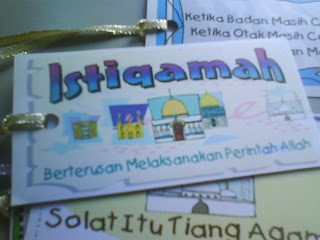 Ketika Badan Masih
Ketika Otak Masih
Istiqamah
Berterusan Melaksanakan Perintah Allah
Solat Itu Tiang Agam